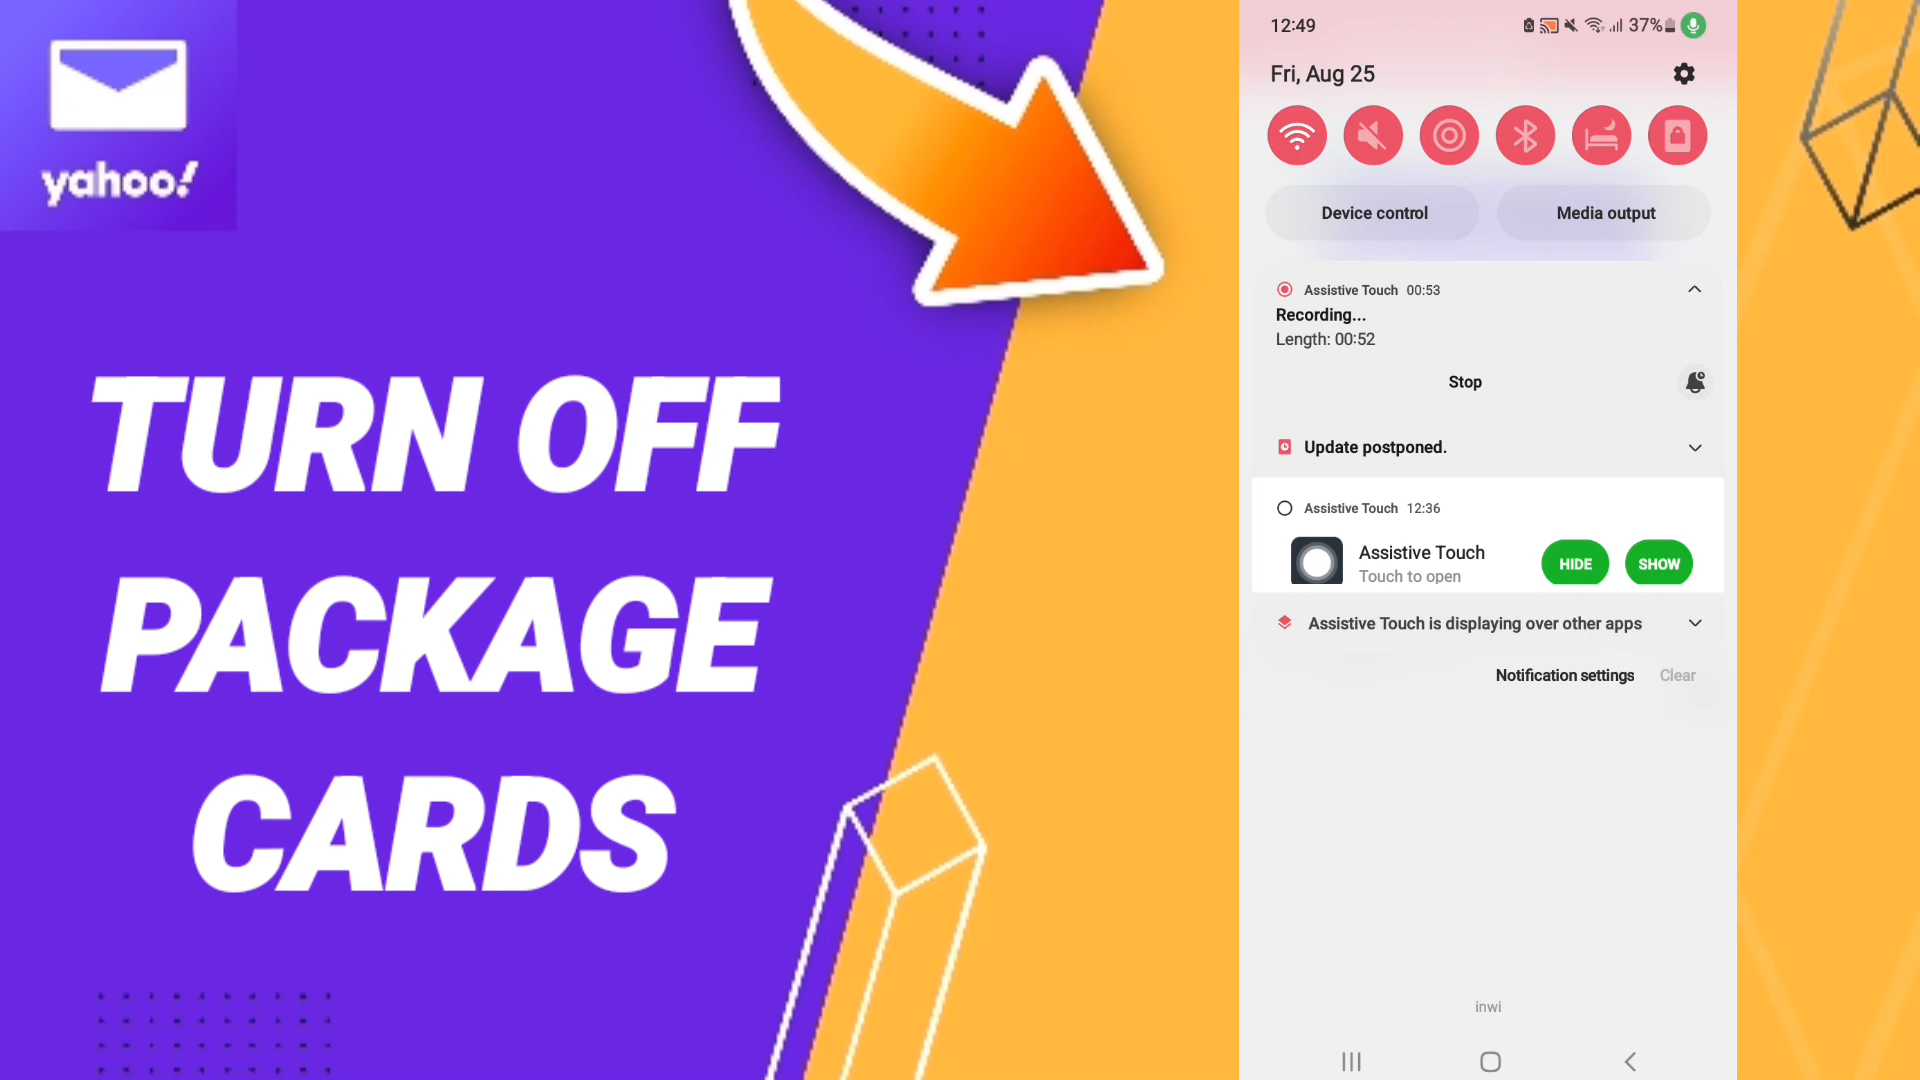 yahoo!
TURN OFF
PACKAGE
CARDS
12:49
37%
Fri, Aug 25
Device control
Media output
Assistive Touch 00:53
Recording...
Length: 00:52
Stop
Update postponed.
Assistive Touch 12:36
Assistive Touch
Touch to open
HIDE
SHOW
Assistive Touch is displaying over other apps
Notification settings
Clear
inwi